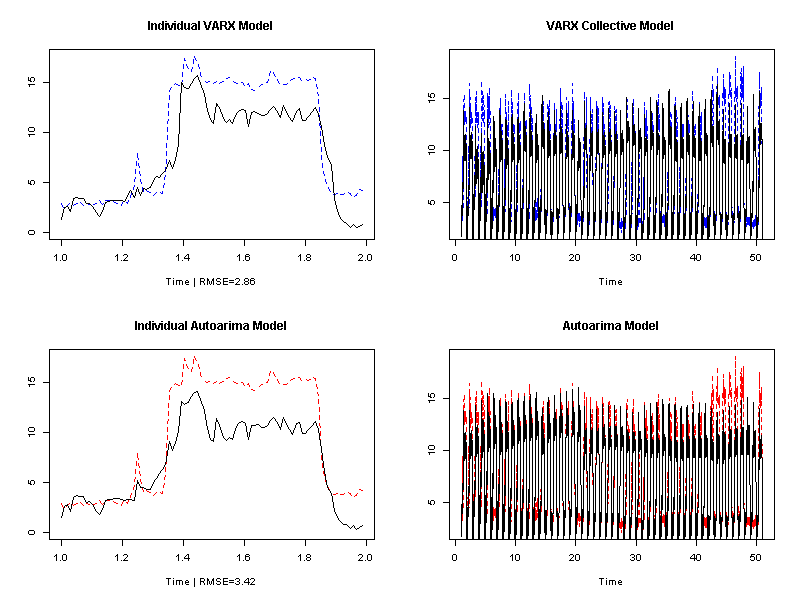 Individual VARX Model
15
10
5
0
1.0 1.2 1.4 1.6 1.8 2.0
Time | RMSE=2.86
VARX Collective Model
15
10
5
0 10 20 30 40 50
Time
Individual Autoarima Model
15
10
5
0
1.0 1.2 1.4 1.6 1.8 2.0
Time | RMSE=3.42
Autoarima Model
15
10
5
0 10 20 30 40 50
Time